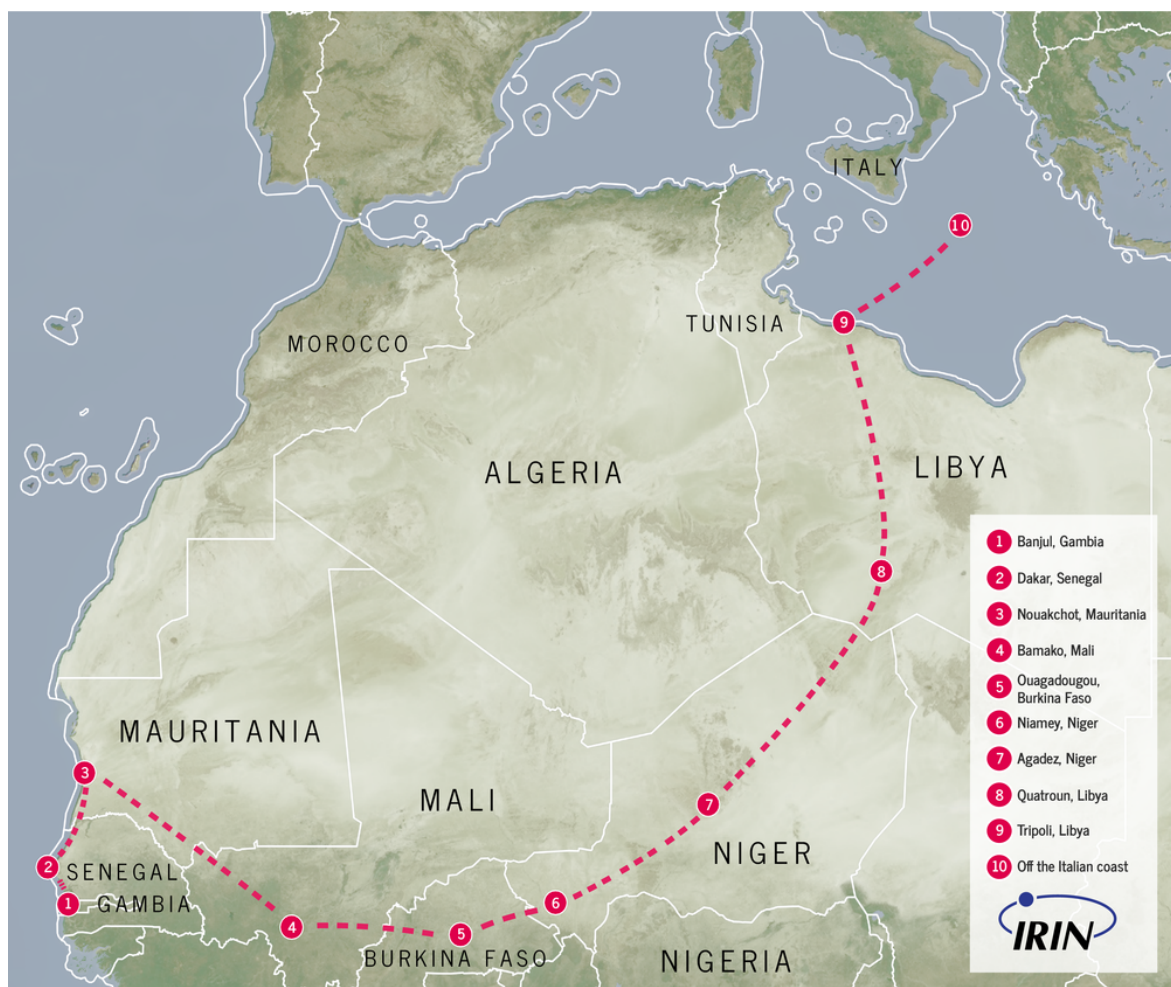 ITALY
10
9
TUNISIA
MOROCCO
ALGERIA
LIBYA
8
MAURITANIA
3
MALI
7
NIGER
2
SENEGAL
6
1
GAMBIA
4
5
BURKINA FASO
NIGERIA
1 Banjul, Gambia
2 Dakar, Senegal
3 Nouakchot, Mauritania
4 Bamako, Mali
5 Ouagadougou,
Burkina Faso
6 Niamey, Niger
7 Agadez, Niger
8 Quatroun, Libya
9 Tripoli, Libya
10 Off the Italian coast
IRIN